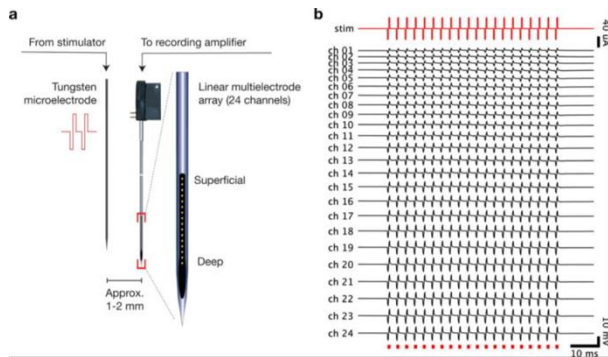 a
From stimulator
To recording amplifier
Tungsten
microelectrode
Linear multielectrode
array (24 channels)
Superficial
Deep
Approx.
1-2 mm
b
stim
40 µA
ch 01
ch 02
ch 03
ch 04
ch 05
ch 06
ch 07
ch 08
ch 09
ch 10
ch 11
ch 12
ch 13
ch 14
ch 15
ch 16
ch 17
ch 18
ch 19
ch 20
ch 21
ch 22
ch 23
ch 24
10 mV
10 ms